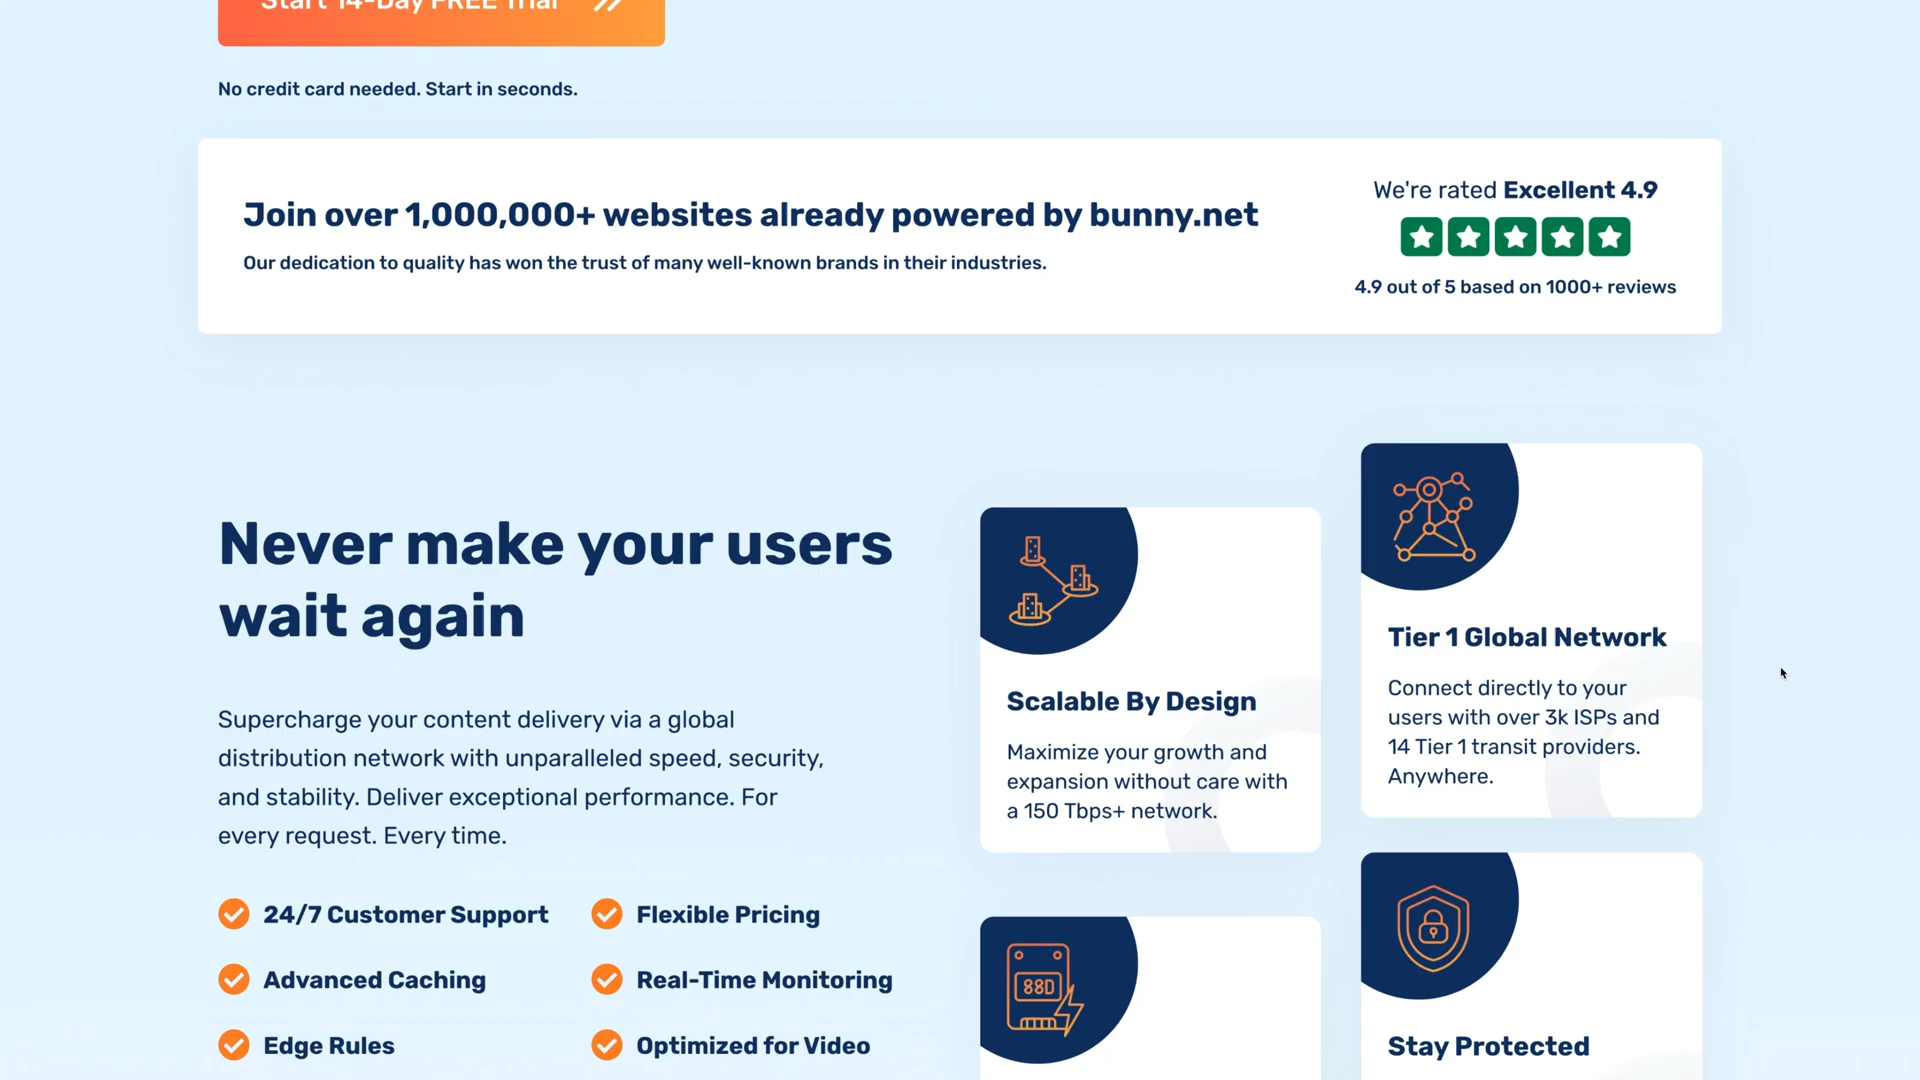 Start 14-Day FREE Trial
No credit card needed. Start in seconds.
Join over 1,000,000+ websites already powered by bunny.net
Our dedication to quality has won the trust of many well-known brands in their industries.
We're rated Excellent 4.9
4.9 out of 5 based on 1000+ reviews
Never make your users
wait again
Supercharge your content delivery via a global
distribution network with unparalleled speed, security,
and stability. Deliver exceptional performance. For
every request. Every time.
24/7 Customer Support
Flexible Pricing
Advanced Caching
Real-Time Monitoring
Edge Rules
Optimized for Video
Scalable By Design
Maximize your growth and
expansion without care with
a 150 Tbps+ network.
Tier 1 Global Network
Connect directly to your
users with over 3k ISPs and
14 Tier 1 transit providers.
Anywhere.
88D
Stay Protected